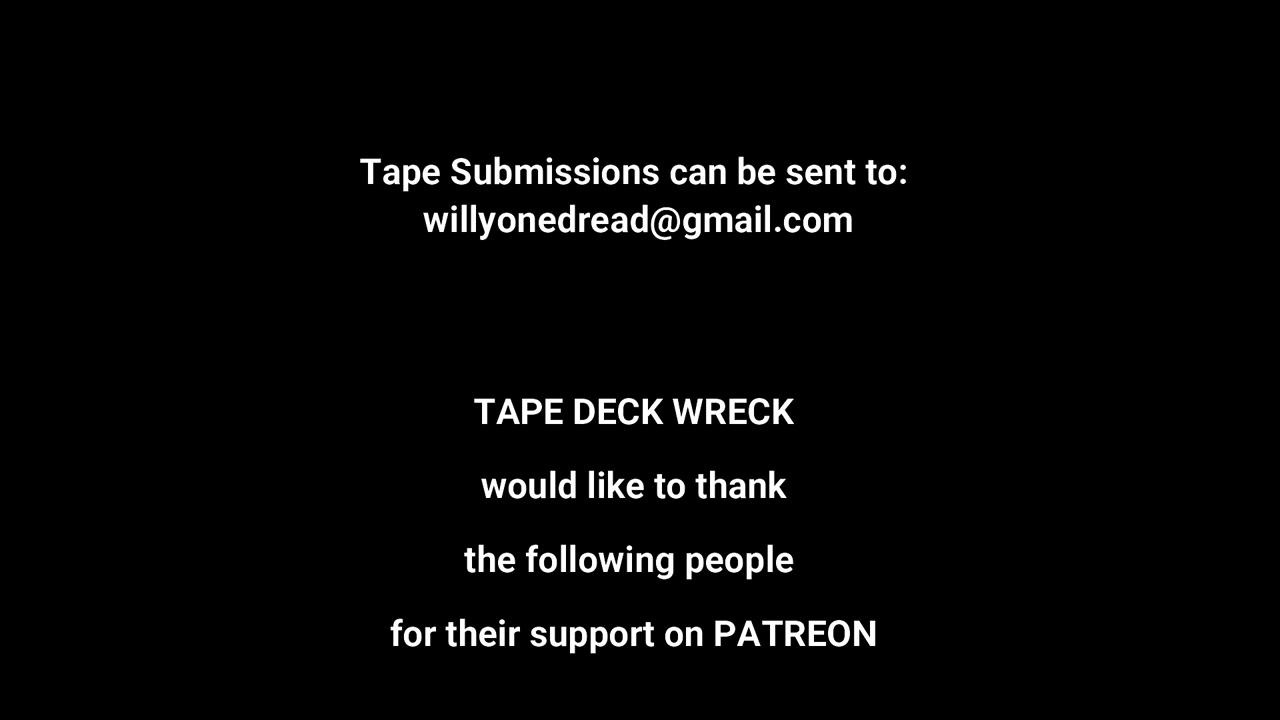 Tape Submissions can be sent to:
willyonedread@gmail.com
TAPE DECK WRECK
would like to thank
the following people
for their support on PATREON